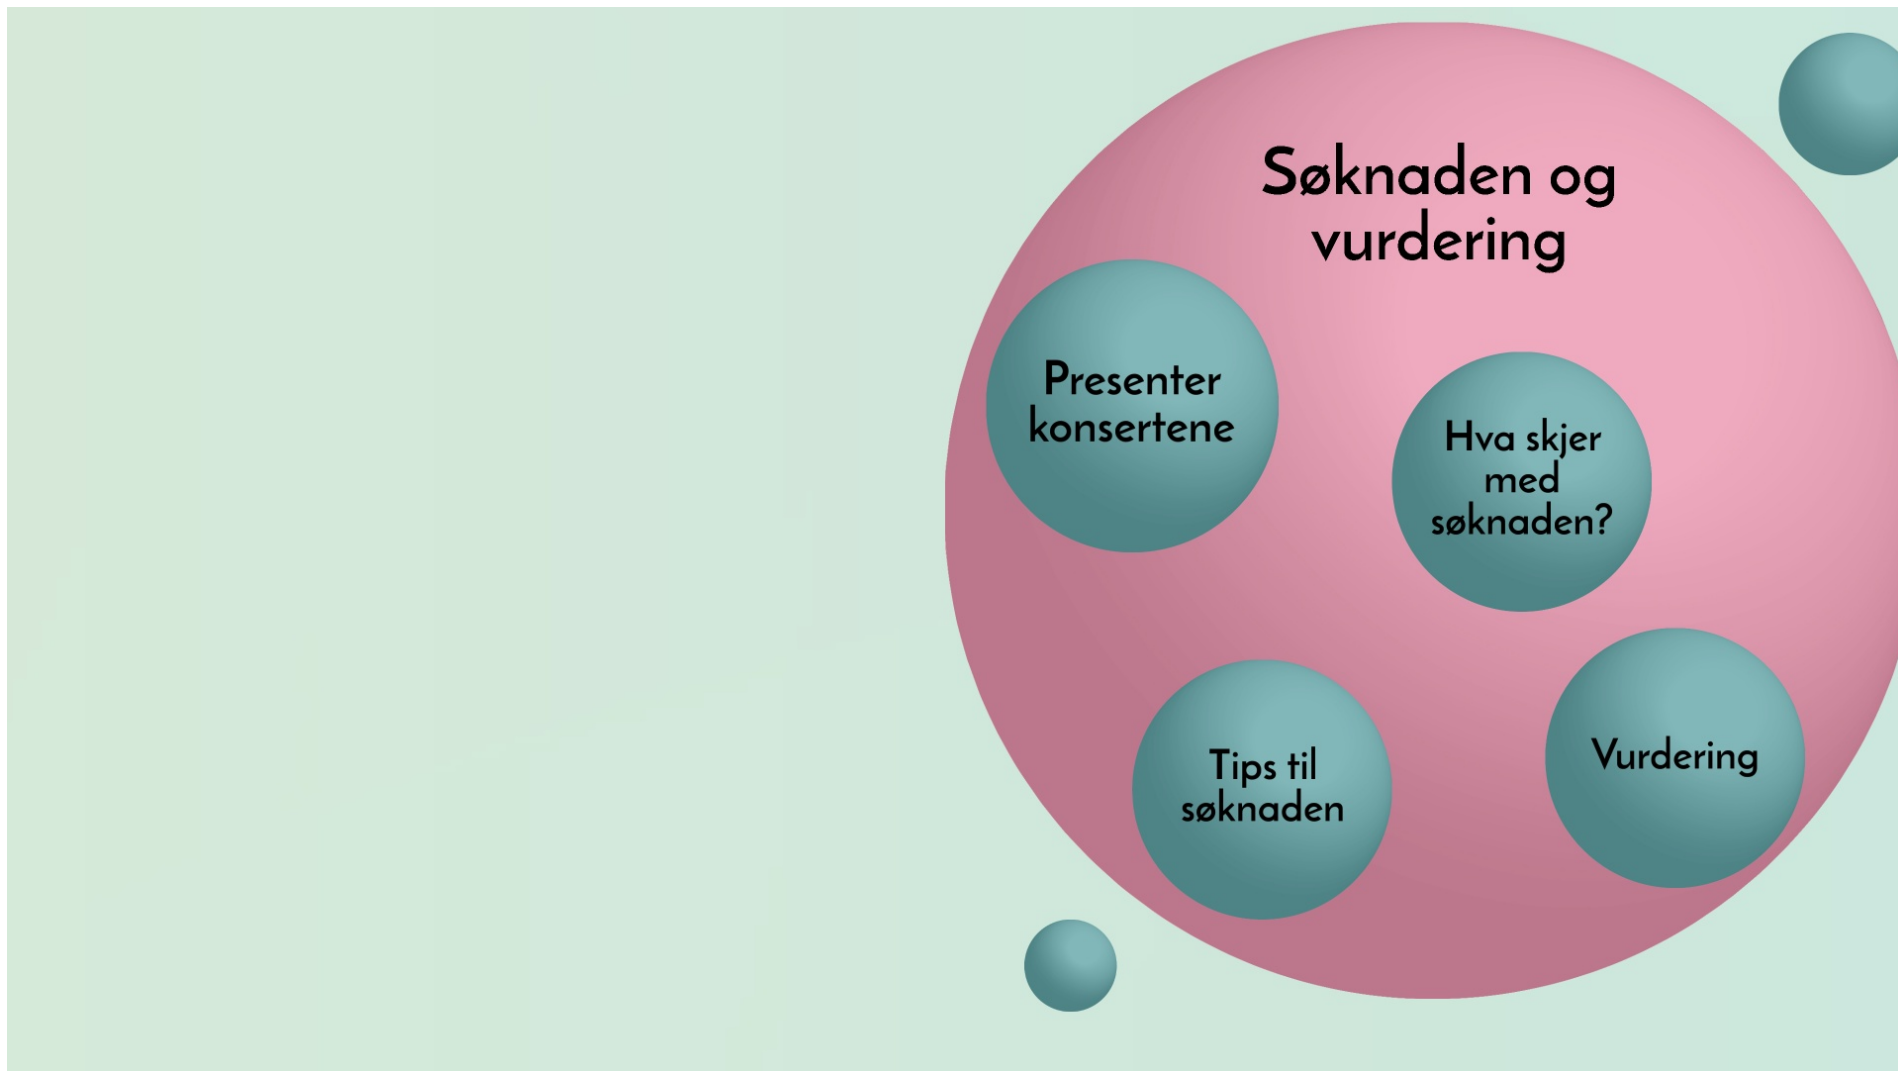 Søknaden og
vurdering
Presenter
konsertene
Hva skjer
med
søknaden?
Tips til
søknaden
Vurdering